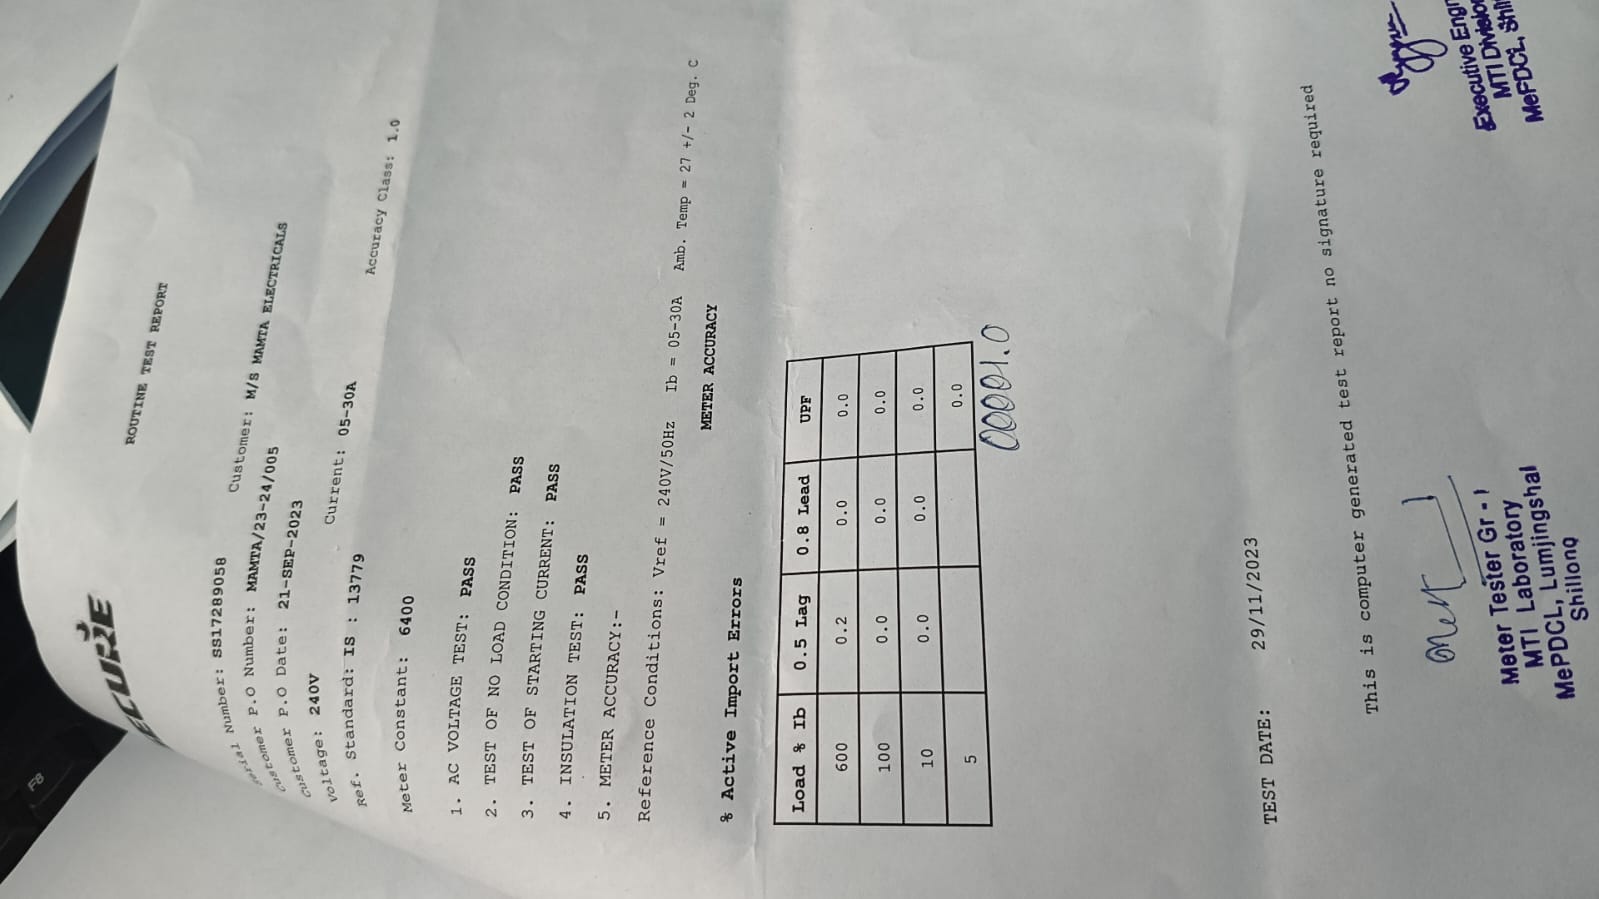 SECURE
ROUTINE TEST REPORT
Serial Number: SS17289058 Customer: M/S MAMTA ELECTRICALS
Customer P.O Number: MAMTA/23-24/005
Customer P.O Date: 21-SEP-2023
Voltage: 240V Current: 05-30A
Ref. Standard: IS : 13779 Accuracy Class: 1.0
Meter Constant: 6400
1. AC VOLTAGE TEST: PASS
2. TEST OF NO LOAD CONDITION: PASS
3. TEST OF STARTING CURRENT: PASS
4. INSULATION TEST: PASS
5. METER ACCURACY:-
Reference Conditions: Vref = 240V/50Hz Ib = 05-30A Amb. Temp = 27 +/- 2 Deg. C
METER ACCURACY
% Active Import Errors
Load % Ib 0.5 Lag 0.8 Lead UPF
600 0.2 0.0 0.0
100 0.0 0.0 0.0
10 0.0 0.0 0.0
5 0.0
00001.0
TEST DATE: 29/11/2023
This is computer generated test report no signature required
Meter Tester Gr - I
MTI Laboratory
MePDCL, Lumjingshai
Shillong
Executive Engr
MTI Division
MePDCL, Shill
F8